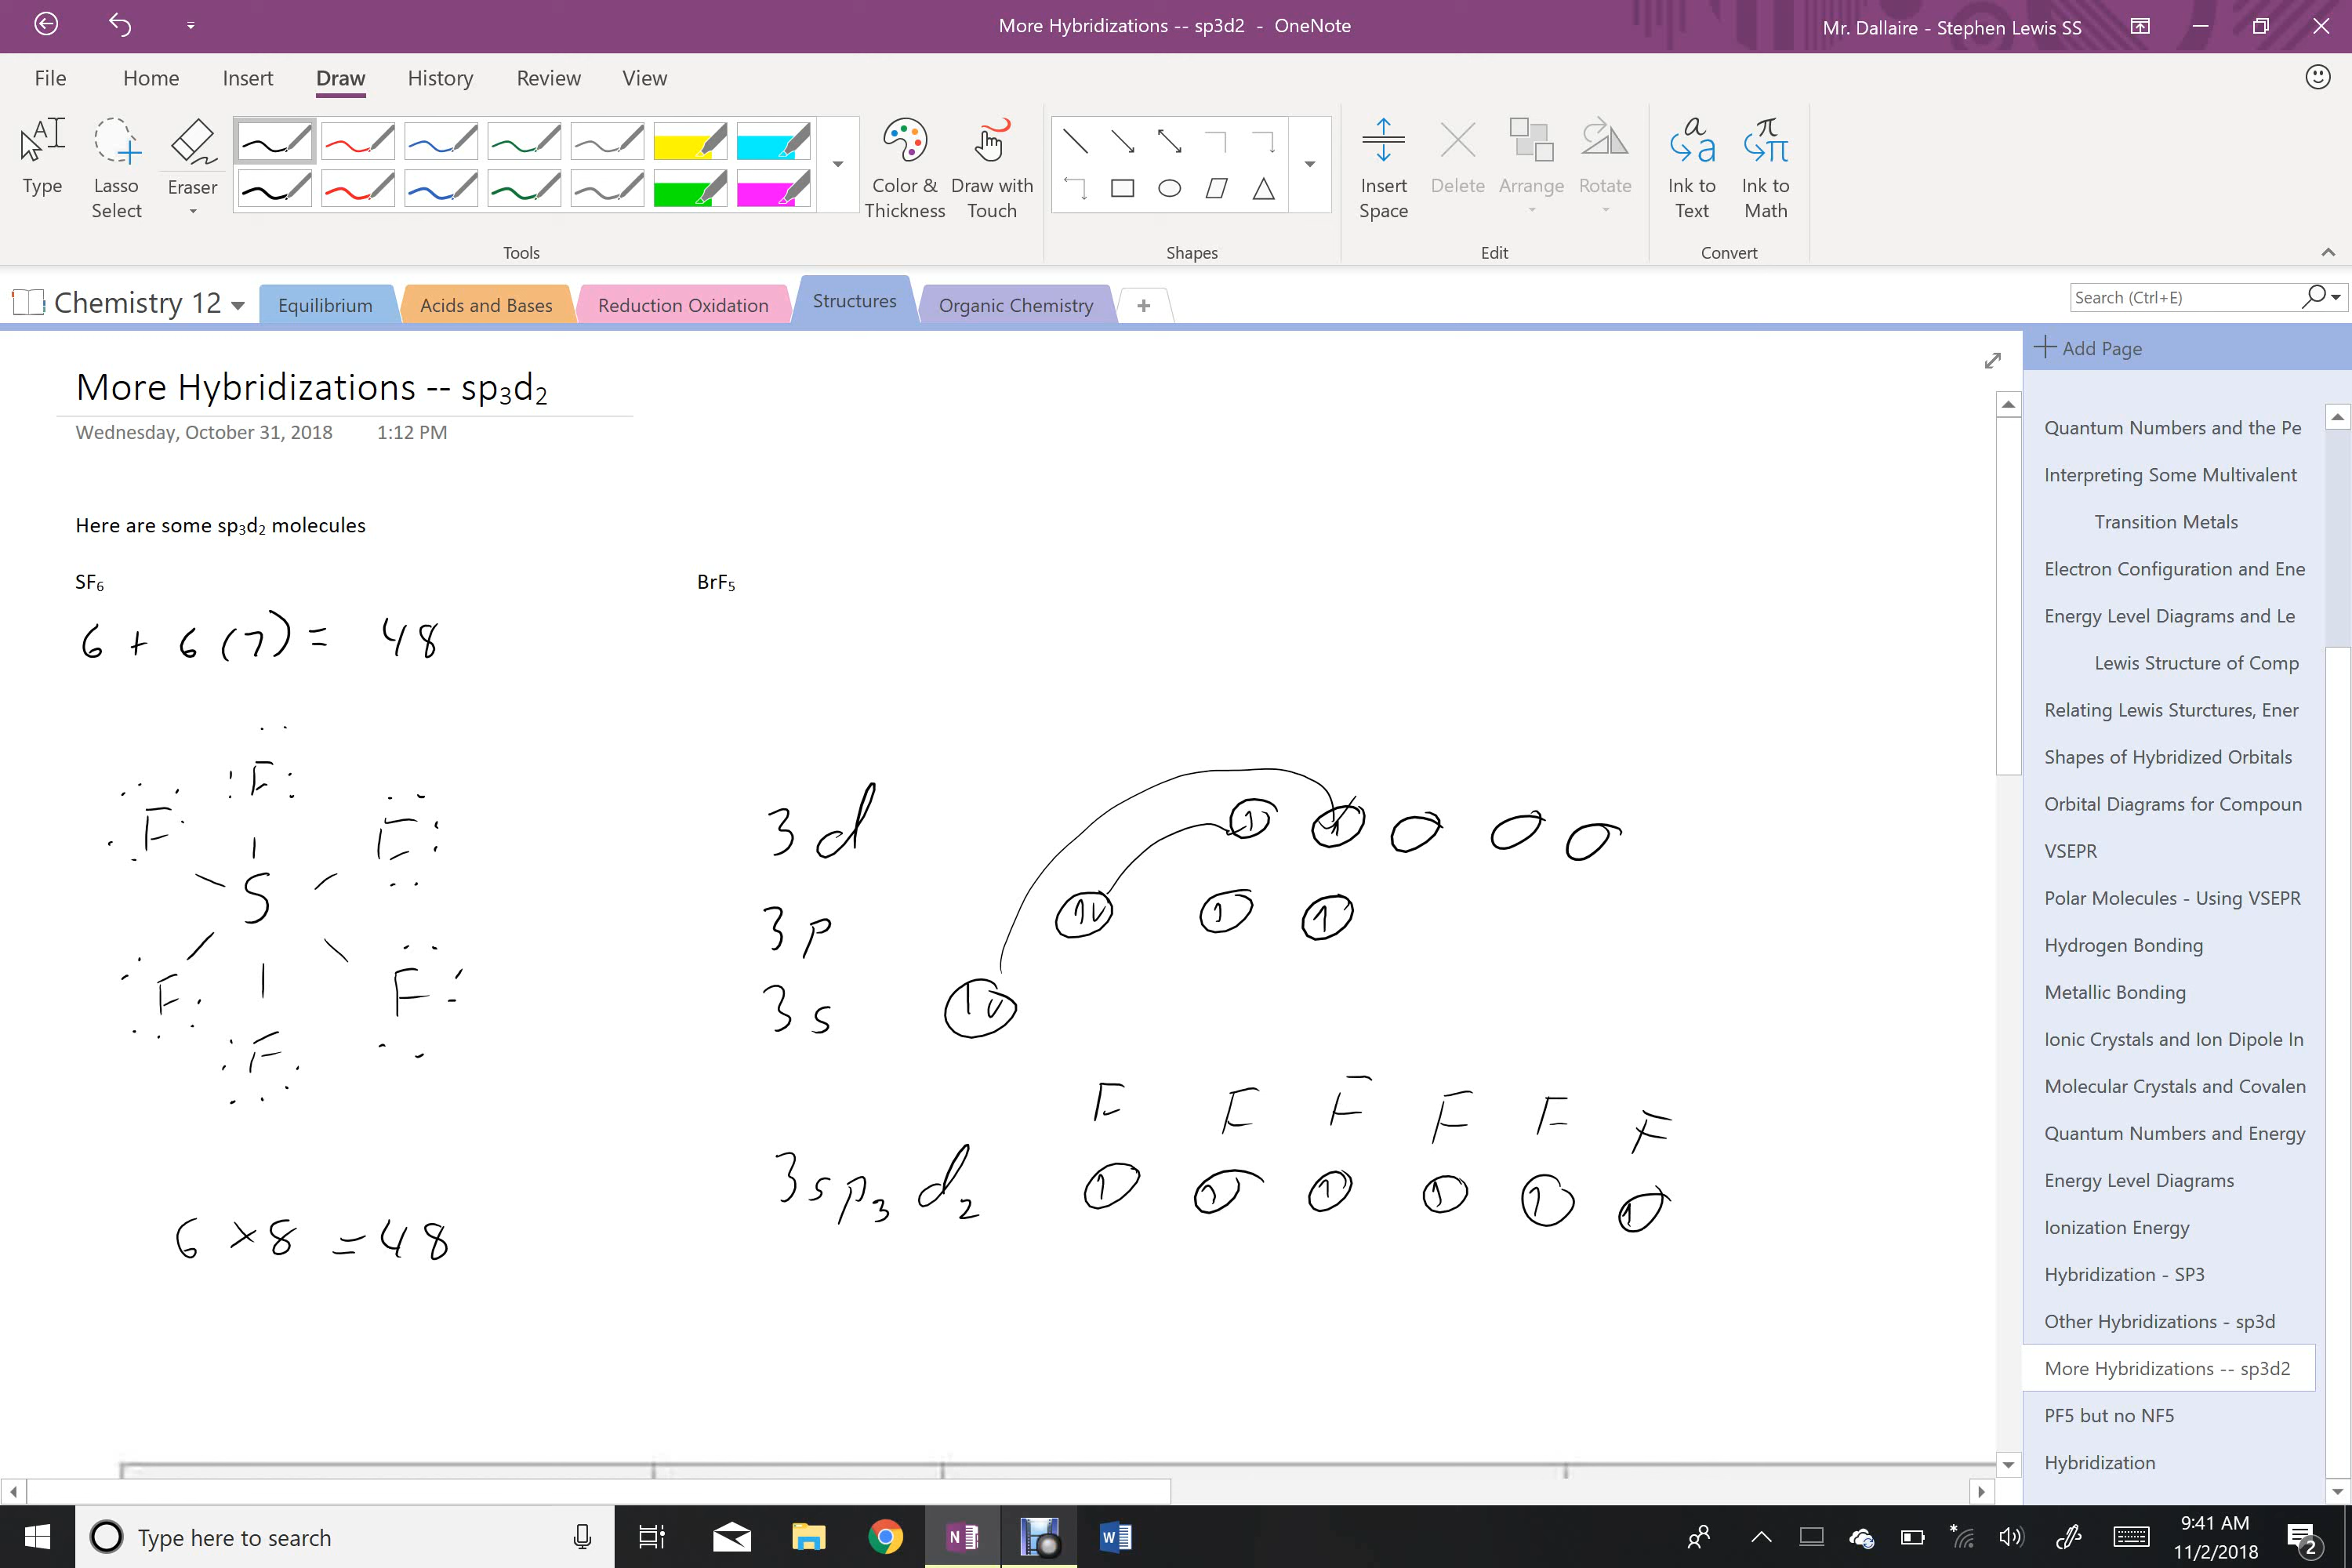 More Hybridizations -- sp3d2 - OneNote
Mr. Dallaire - Stephen Lewis SS
File Home Insert Draw History Review View
Type
Lasso Select
Eraser
Color & Thickness
Draw with Touch
Insert Space
Delete
Arrange
Rotate
Ink to Text
Ink to Math
Tools
Shapes
Edit
Convert
Chemistry 12
Equilibrium
Acids and Bases
Reduction Oxidation
Structures
Organic Chemistry
+
Search (Ctrl+E)
Add Page
More Hybridizations -- sp₃d₂
Wednesday, October 31, 2018 1:12 PM
Here are some sp₃d₂ molecules
SF₆
6 + 6 (7) = 48
F
F F
S
F F
F
6 × 8 = 48
BrF₅
3d
3p
3s
F F F F F F
3sp₃d₂
Quantum Numbers and the Pe
Interpreting Some Multivalent
Transition Metals
Electron Configuration and Ene
Energy Level Diagrams and Le
Lewis Structure of Comp
Relating Lewis Sturctures, Ener
Shapes of Hybridized Orbitals
Orbital Diagrams for Compoun
VSEPR
Polar Molecules - Using VSEPR
Hydrogen Bonding
Metallic Bonding
Ionic Crystals and Ion Dipole In
Molecular Crystals and Covalen
Quantum Numbers and Energy
Energy Level Diagrams
Ionization Energy
Hybridization - SP3
Other Hybridizations - sp3d
More Hybridizations -- sp3d2
PF5 but no NF5
Hybridization
Type here to search
9:41 AM
11/2/2018
2